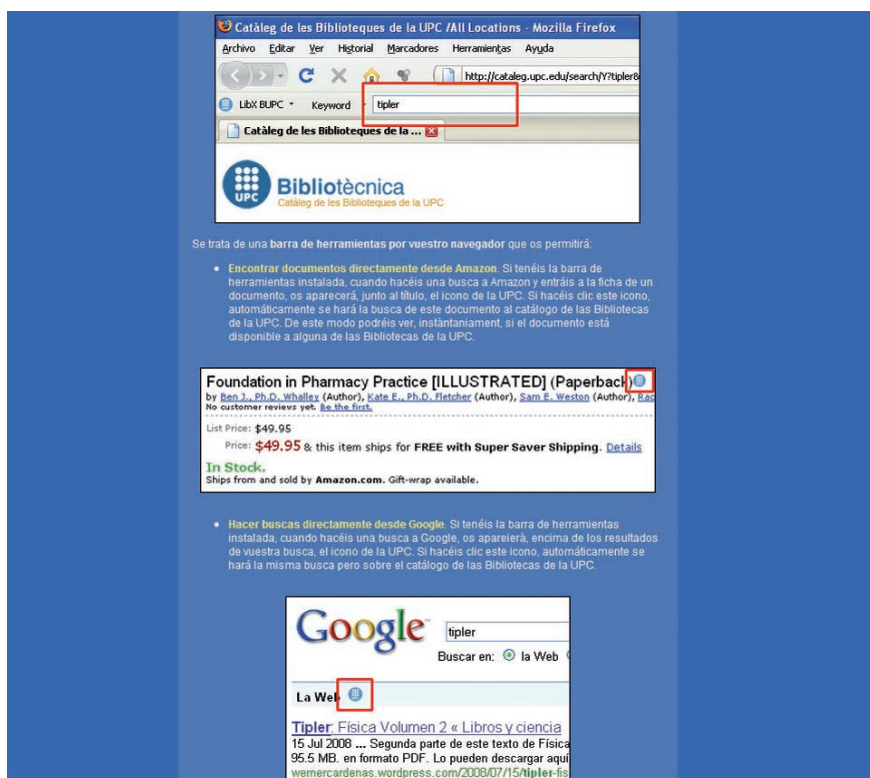 Catàleg de les Biblioteques de la UPC /All Locations - Mozilla Firefox
Archivo Editar Ver Historial Marcadores Herramientas Ayuda
http://cataleg.upc.edu/search/Y?tipler&
LibX BUPC Keyword tipler
Catàleg de les Biblioteques de la ...
UPC
Bibliotècnica
Catàleg de les Biblioteques de la UPC
Se trata de una barra de herramientas por vuestro navegador que os permitirá:
• Encontrar documentos directamente desde Amazon. Si tenéis la barra de
herramientas instalada, cuando hacéis una busca a Amazon y entráis a la ficha de un
documento, os aparecerá, junto al título, el icono de la UPC. Si hacéis clic este icono,
automáticamente se hará la busca de este documento al catálogo de las Bibliotecas
de la UPC. De este modo podréis ver, instàntaniament, si el documento está
disponible a alguna de las Bibliotecas de la UPC.
Foundation in Pharmacy Practice [ILLUSTRATED] (Paperback)
by Ben J., Ph.D. Whalley (Author), Kate E., Ph.D. Fletcher (Author), Sam E. Weston (Author), Rac
No customer reviews yet. Be the first.
List Price: $49.95
Price: $49.95 & this item ships for FREE with Super Saver Shipping. Details
In Stock.
Ships from and sold by Amazon.com. Gift-wrap available.
• Hacer buscas directamente desde Google. Si tenéis la barra de herramientas
instalada, cuando hacéis una busca a Google, os apareierà, encima de los resultados
de vuestra busca, el icono de la UPC. Si hacéis clic este icono, automáticamente se
hará la misma busca pero sobre el catálogo de las Bibliotecas de la UPC.
Google tipler
Buscar en: la Web
La Web
Tipler: Física Volumen 2 « Libros y ciencia
15 Jul 2008 ... Segunda parte de este texto de Física
95.5 MB. en formato PDF. Lo pueden descargar aquí
wernercardenas.wordpress.com/2008/07/15/tipler-fis